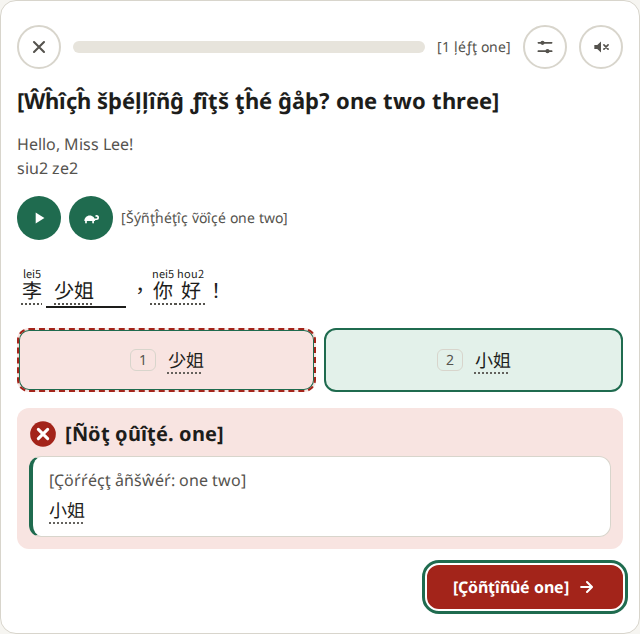 [1 ļéƒţ one]
[Ŵĥîçĥ šþéļļîñĝ ƒîţš ţĥé ĝåþ? one two three]
Hello, Miss Lee!
siu2 ze2
[Šýñţĥéţîç ṽöîçé one two]
lei5 nei5 hou2
李 少姐 ，你好！
1 少姐
2 小姐
[Ñöţ ǫûîţé. one]
[Çöŕŕéçţ åñšŵéŕ: one two]
小姐
[Çöñţîñûé one]